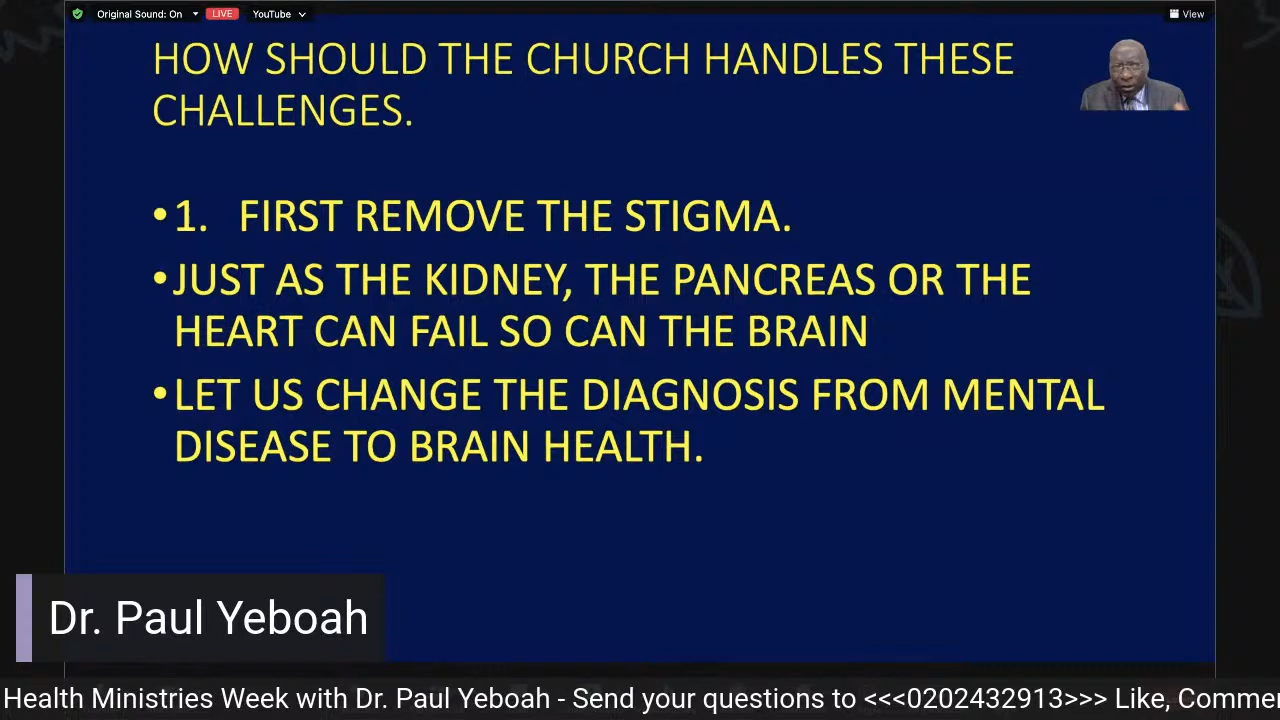 Original Sound: On LIVE YouTube View
HOW SHOULD THE CHURCH HANDLES THESE
CHALLENGES.
•1. FIRST REMOVE THE STIGMA.
•JUST AS THE KIDNEY, THE PANCREAS OR THE
HEART CAN FAIL SO CAN THE BRAIN
•LET US CHANGE THE DIAGNOSIS FROM MENTAL
DISEASE TO BRAIN HEALTH.
Dr. Paul Yeboah
Health Ministries Week with Dr. Paul Yeboah - Send your questions to <<<0202432913>>> Like, Comme